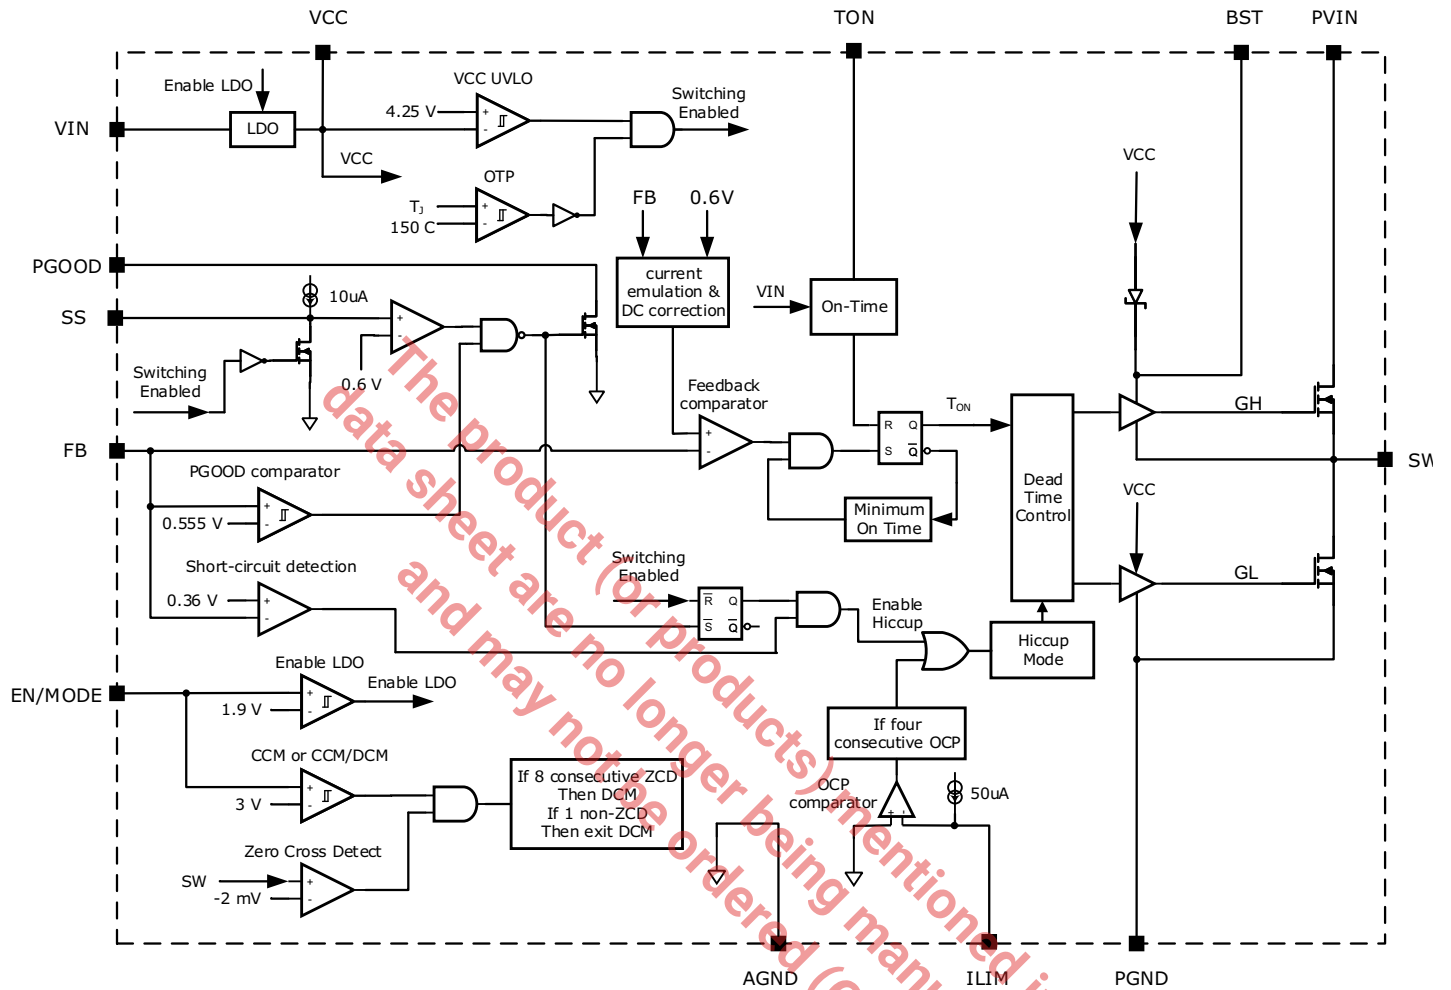 VCC
TON
BST
PVIN
Enable LDO
VCC UVLO
Switching
Enabled
4.25 V
+
-
VIN
LDO
VCC
VCC
OTP
TJ
150 C
+
-
FB
0.6V
PGOOD
current
emulation &
DC correction
10uA
VIN
On-Time
SS
+
-
0.6 V
Switching
Enabled
Feedback
comparator
TON
GH
R Q
S Q
+
-
FB
SW
PGOOD comparator
Dead
Time
Control
VCC
0.555 V
+
-
Minimum
On Time
Switching
Enabled
Short-circuit detection
GL
0.36 V
+
-
R Q
S Q
Enable
Hiccup
Hiccup
Mode
Enable LDO
Enable LDO
EN/MODE
+
-
1.9 V
If four
consecutive OCP
CCM or CCM/DCM
If 8 consecutive ZCD
Then DCM
If 1 non-ZCD
Then exit DCM
OCP
comparator
50uA
+
-
3 V
+ -
Zero Cross Detect
SW
-2 mV
+
-
AGND
ILIM
PGND
The product (or products) mentioned i
data sheet are no longer being manu
and may not be ordered (